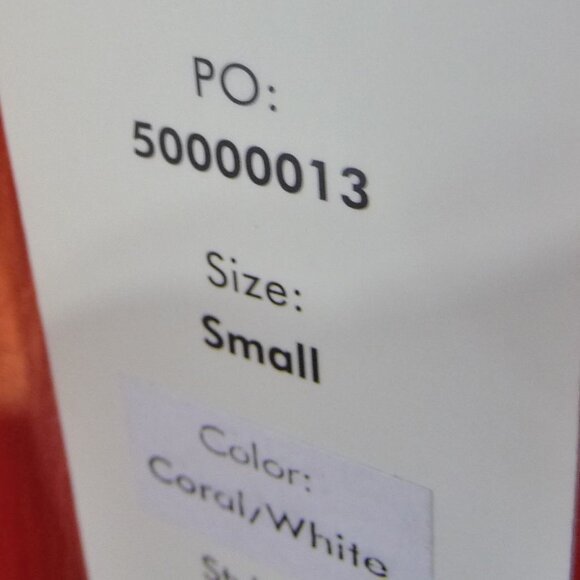 PO:
50000013
Size:
Small
Color:
Coral/White